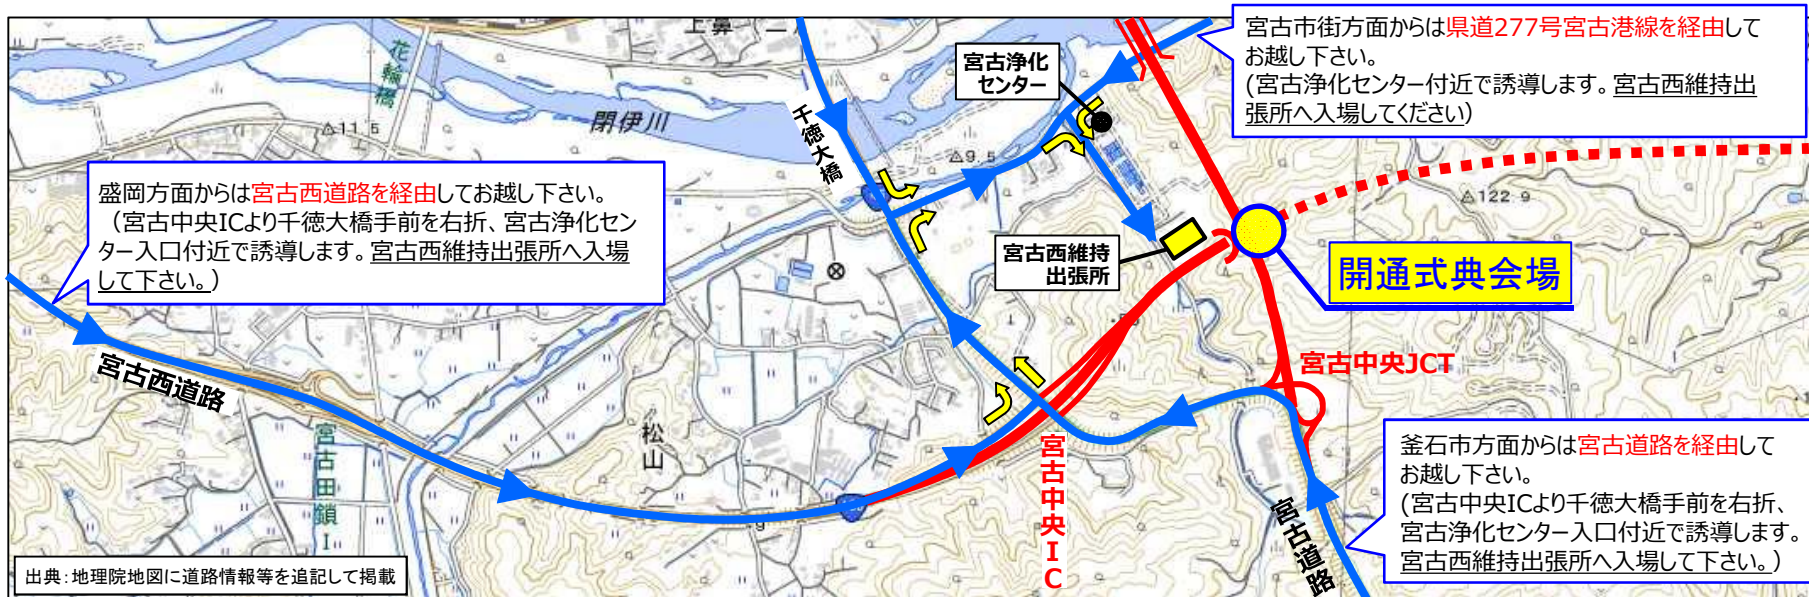 宮古市街方面からは県道277号宮古港線を経由して
お越し下さい。
(宮古浄化センター付近で誘導します。宮古西維持出
張所へ入場してください)
宮古浄化
センター
花輪橋
閉伊川
千徳大橋
△11.5
△9.5
△122.9
盛岡方面からは宮古西道路を経由してお越し下さい。
(宮古中央ICより千徳大橋手前を右折、宮古浄化セン
ター入口付近で誘導します。宮古西維持出張所へ入場
して下さい。)
宮古西維持
出張所
開通式典会場
宮古中央JCT
宮古西道路
松山
宮古田鎖I
宮古中央IC
宮古道路
釜石市方面からは宮古道路を経由して
お越し下さい。
(宮古中央ICより千徳大橋手前を右折、
宮古浄化センター入口付近で誘導します。
宮古西維持出張所へ入場して下さい。)
出典:地理院地図に道路情報等を追記して掲載